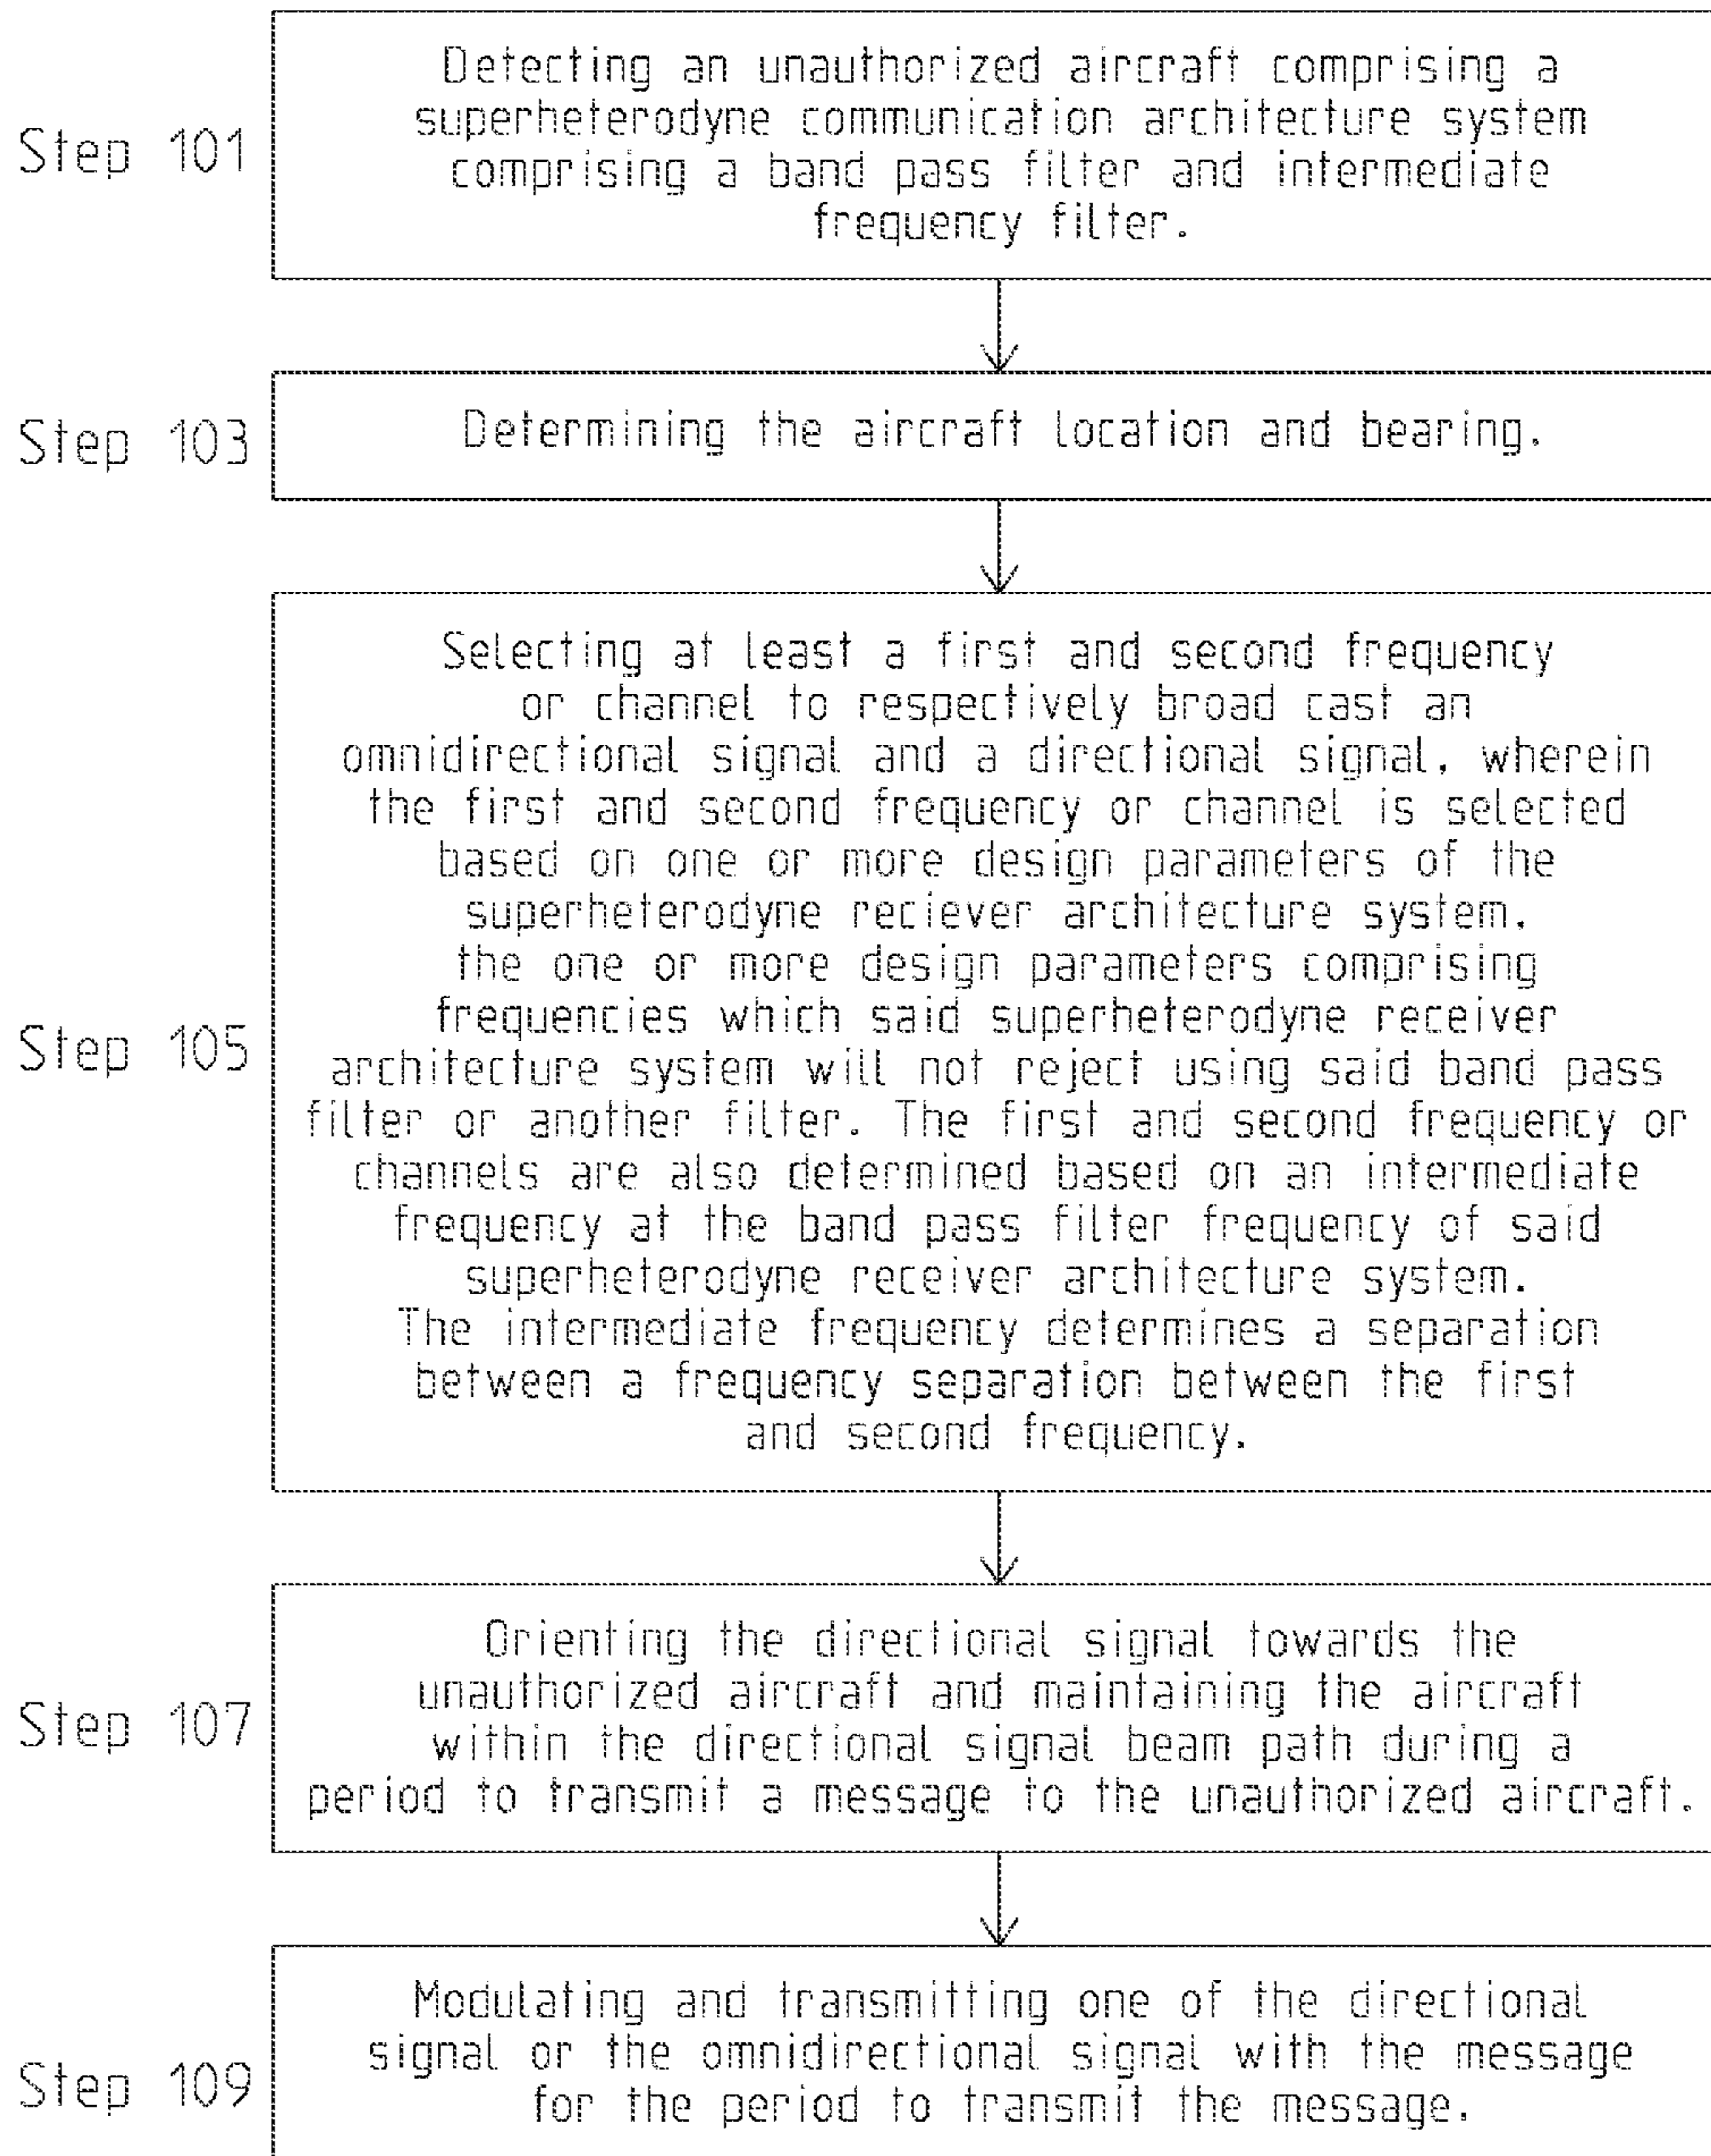 Step 101
Detecting an unauthorized aircraft comprising a
superheterodyne communication architecture system
comprising a band pass filter and intermediate
frequency filter.
Step 103
Determining the aircraft location and bearing.
Step 105
Selecting at least a first and second frequency
or channel to respectively broad cast an
omnidirectional signal and a directional signal, wherein
the first and second frequency or channel is selected
based on one or more design parameters of the
superheterodyne reciever architecture system,
the one or more design parameters comprising
frequencies which said superheterodyne receiver
architecture system will not reject using said band pass
filter or another filter. The first and second frequency or
channels are also determined based on an intermediate
frequency at the band pass filter frequency of said
superheterodyne receiver architecture system.
The intermediate frequency determines a separation
between a frequency separation between the first
and second frequency.
Step 107
Orienting the directional signal towards the
unauthorized aircraft and maintaining the aircraft
within the directional signal beam path during a
period to transmit a message to the unauthorized aircraft.
Step 109
Modulating and transmitting one of the directional
signal or the omnidirectional signal with the message
for the period to transmit the message.